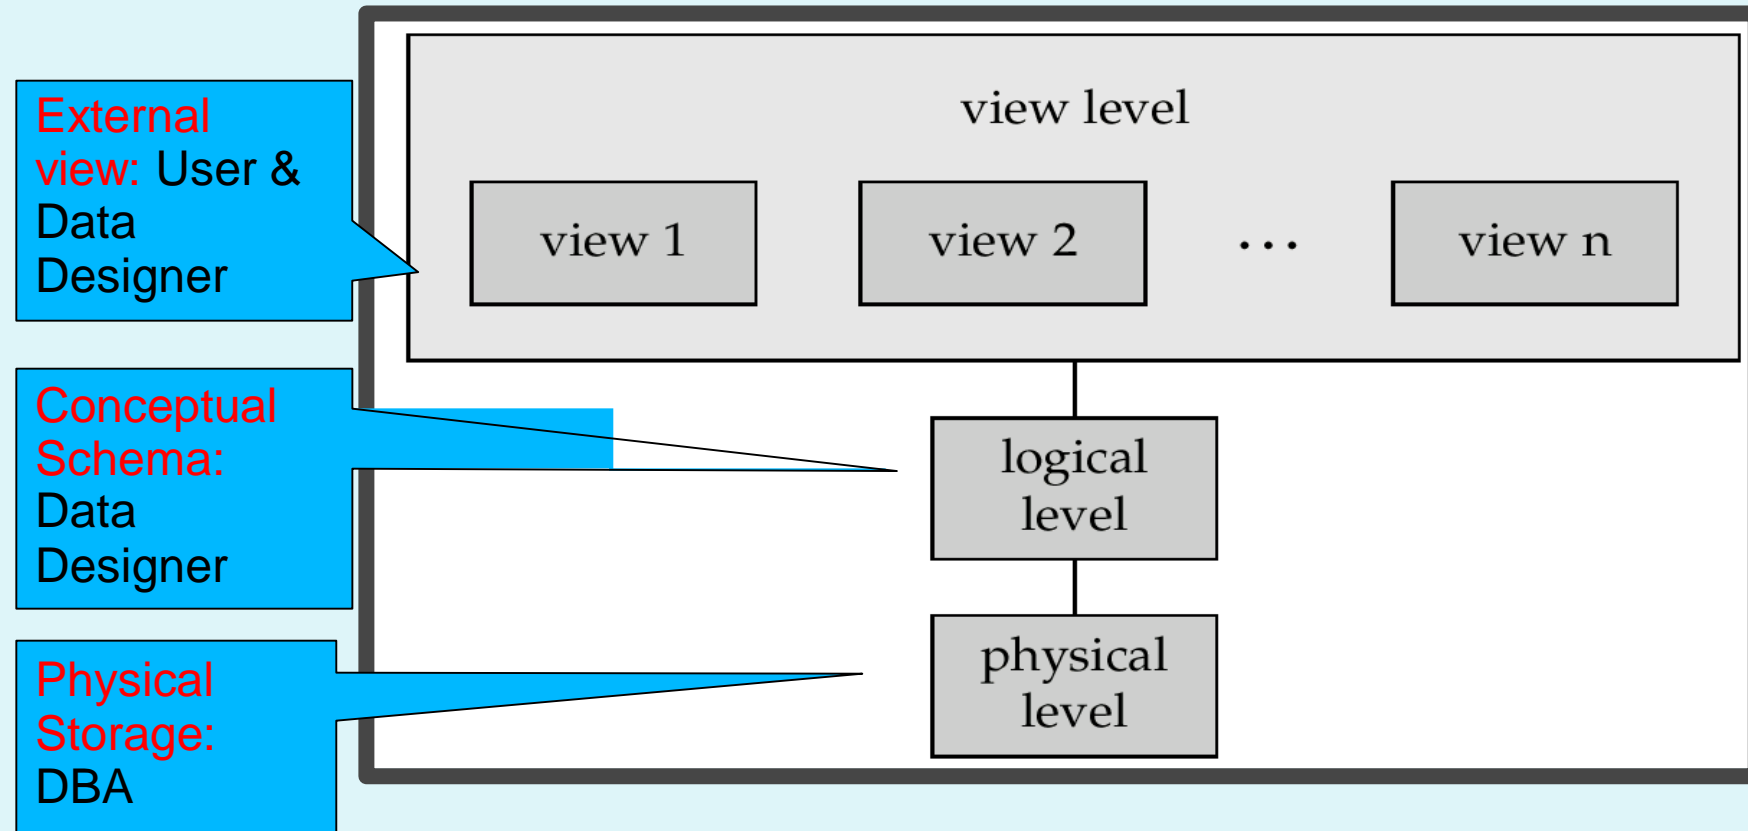 External
view: User &
Data
Designer
view level
view 1
view 2
...
view n
Conceptual
Schema:
Data
Designer
logical
level
Physical
Storage:
DBA
physical
level